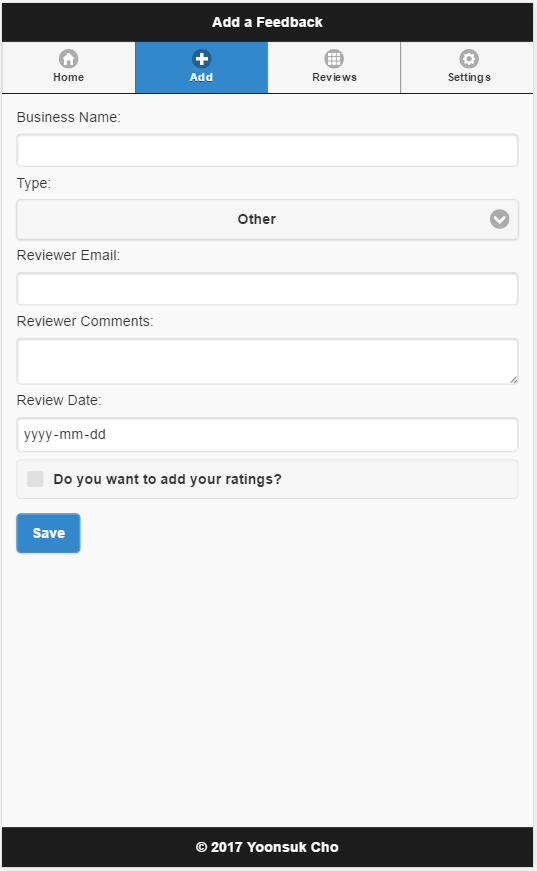 Add a Feedback
Home Add Reviews Settings
Business Name:
Type:
Other
Reviewer Email:
Reviewer Comments:
Review Date:
yyyy-mm-dd
Do you want to add your ratings?
Save
© 2017 Yoonsuk Cho